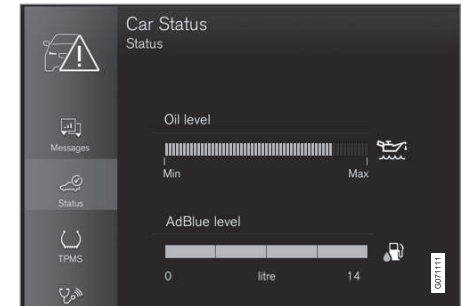 Car Status
Status
Messages
Status
TPMS
Oil level
Min Max
AdBlue level
0 litre 14
G071111